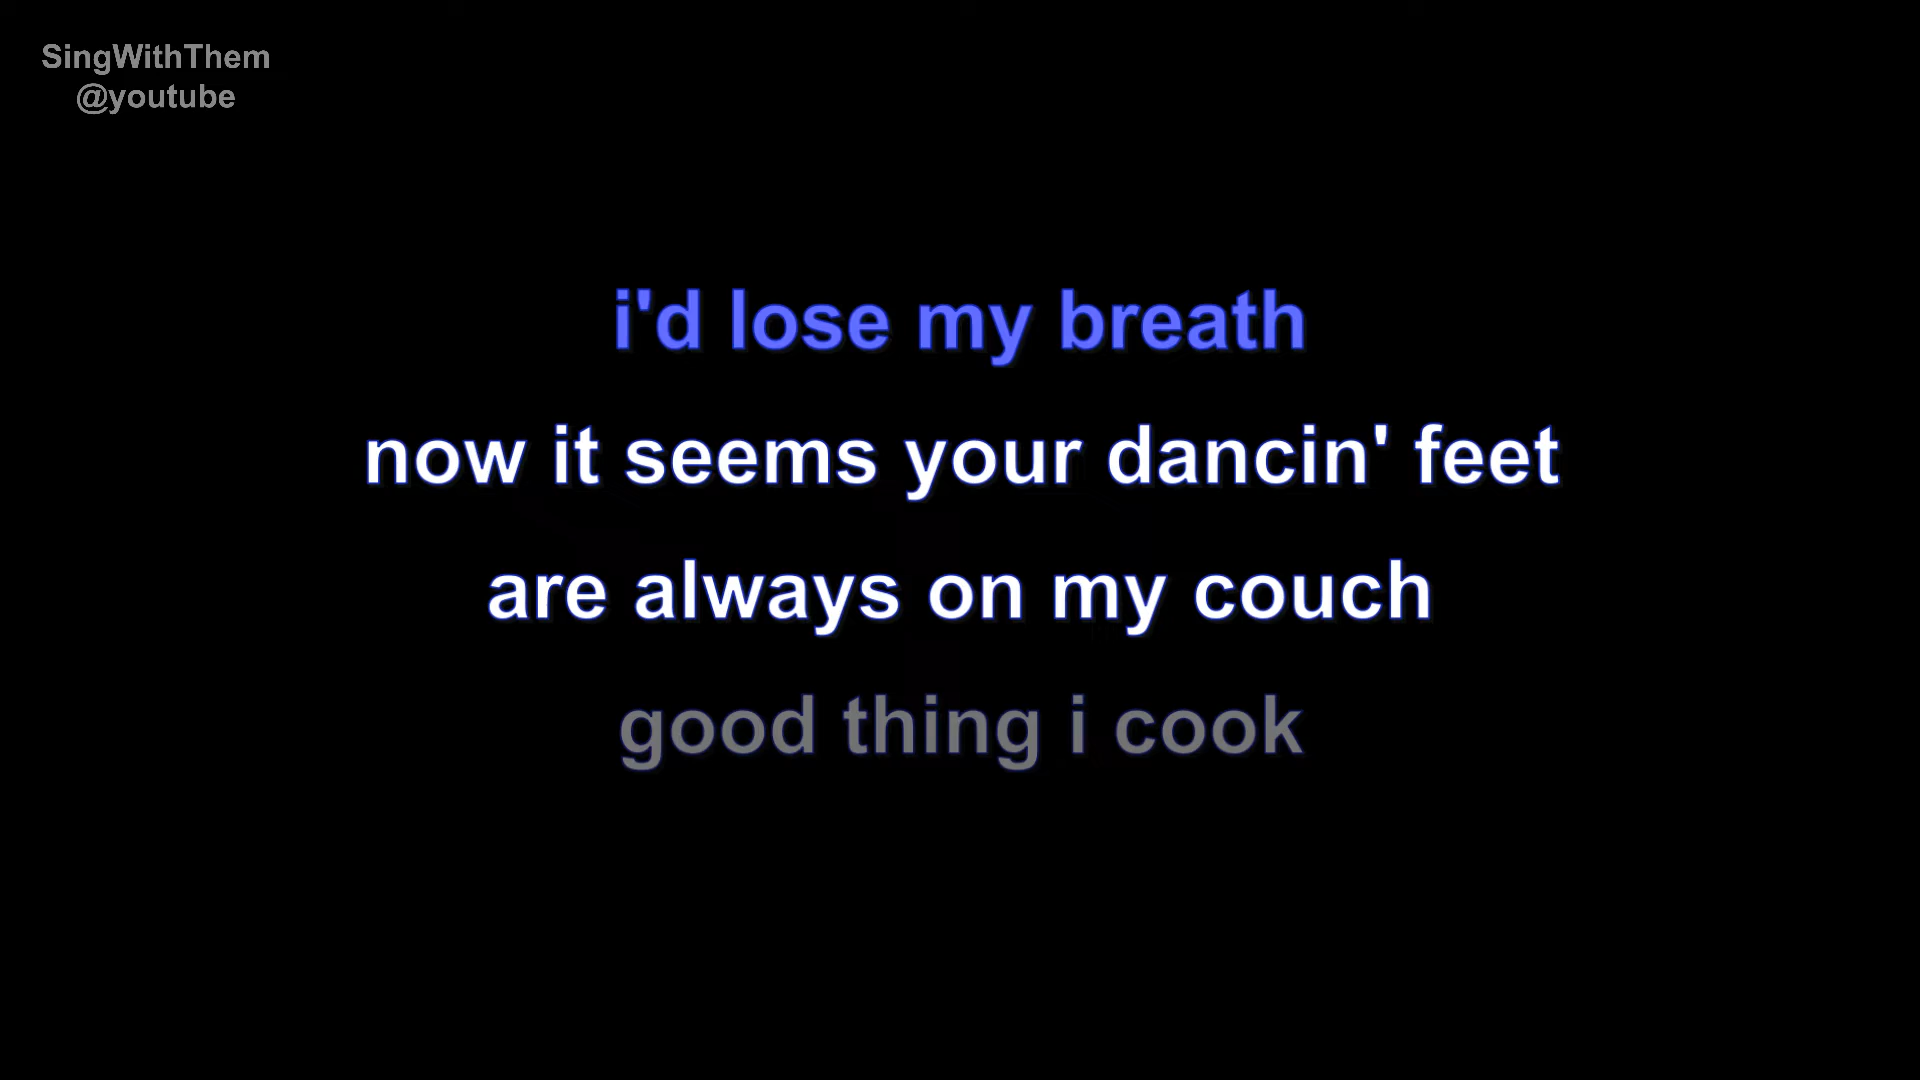 SingWithThem
@youtube
i'd lose my breath
now it seems your dancin' feet
are always on my couch
good thing i cook